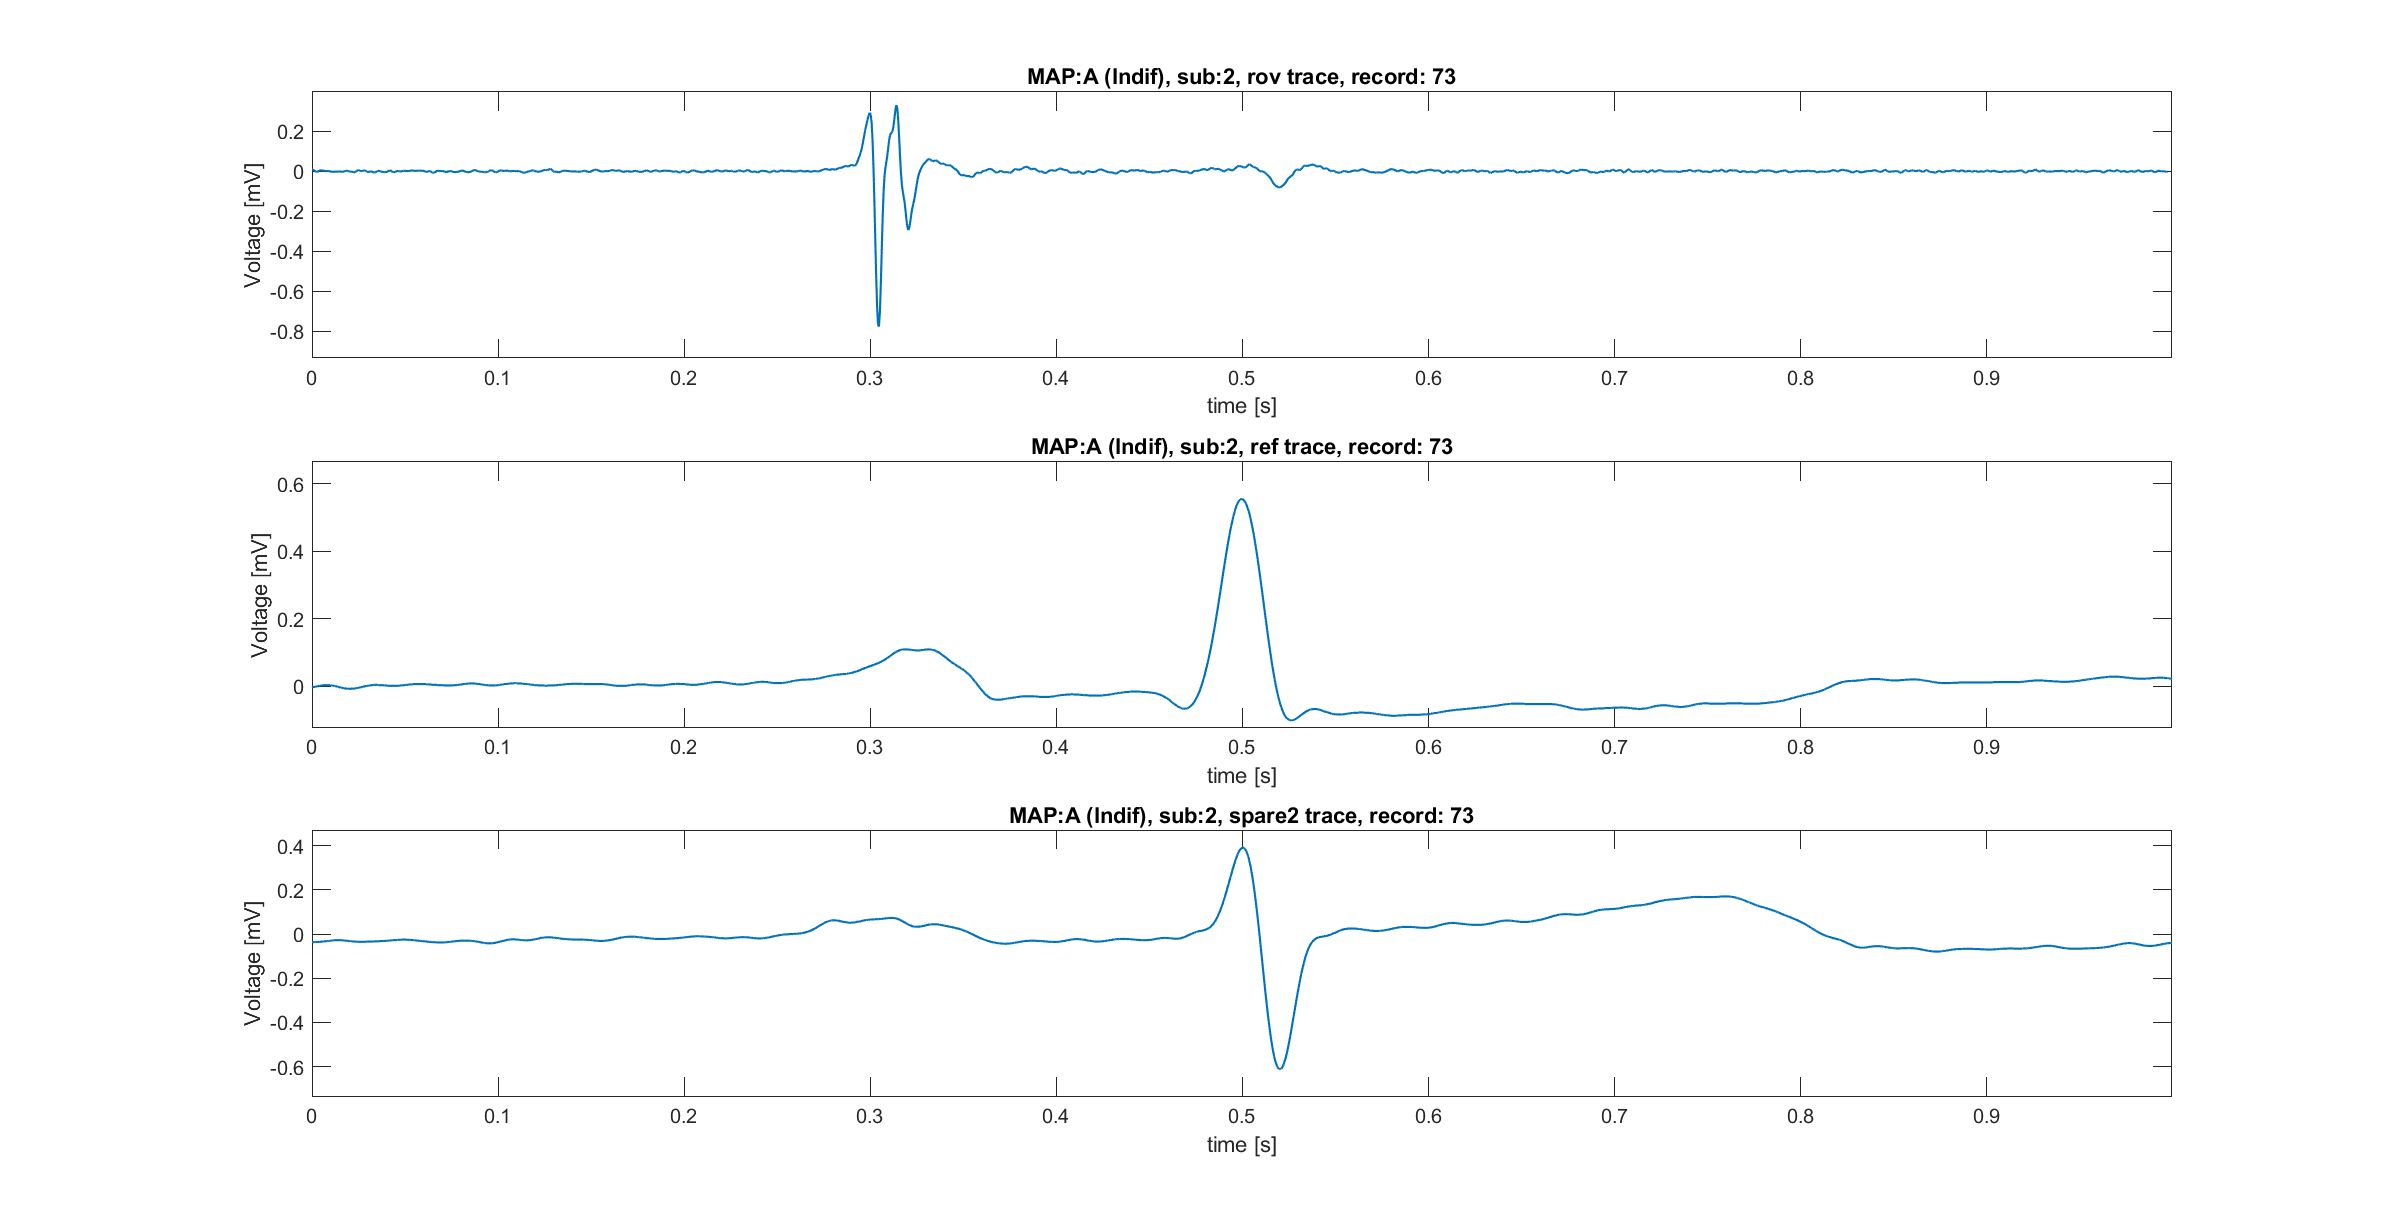 MAP:A (Indif), sub:2, rov trace, record: 73
Voltage [mV]
0.2
0
-0.2
-0.4
-0.6
-0.8
0 0.1 0.2 0.3 0.4 0.5 0.6 0.7 0.8 0.9
time [s]
MAP:A (Indif), sub:2, ref trace, record: 73
Voltage [mV]
0.6
0.4
0.2
0
0 0.1 0.2 0.3 0.4 0.5 0.6 0.7 0.8 0.9
time [s]
MAP:A (Indif), sub:2, spare2 trace, record: 73
Voltage [mV]
0.4
0.2
0
-0.2
-0.4
-0.6
0 0.1 0.2 0.3 0.4 0.5 0.6 0.7 0.8 0.9
time [s]